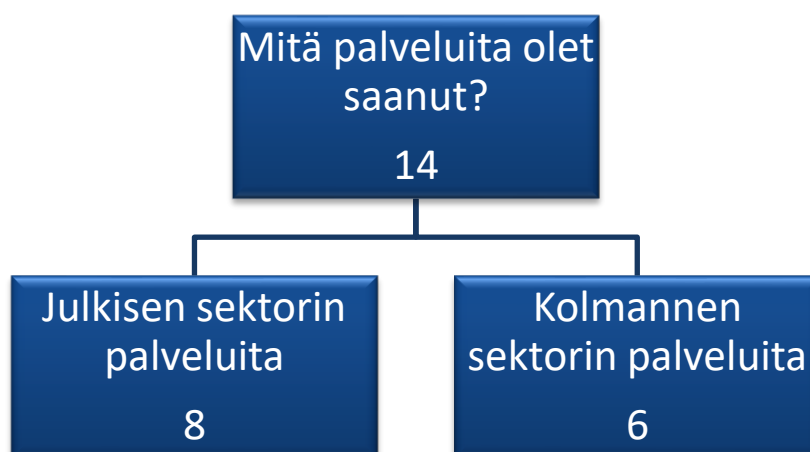 Mitä palveluita olet
saanut?
14
Julkisen sektorin
palveluita
8
Kolmannen
sektorin palveluita
6